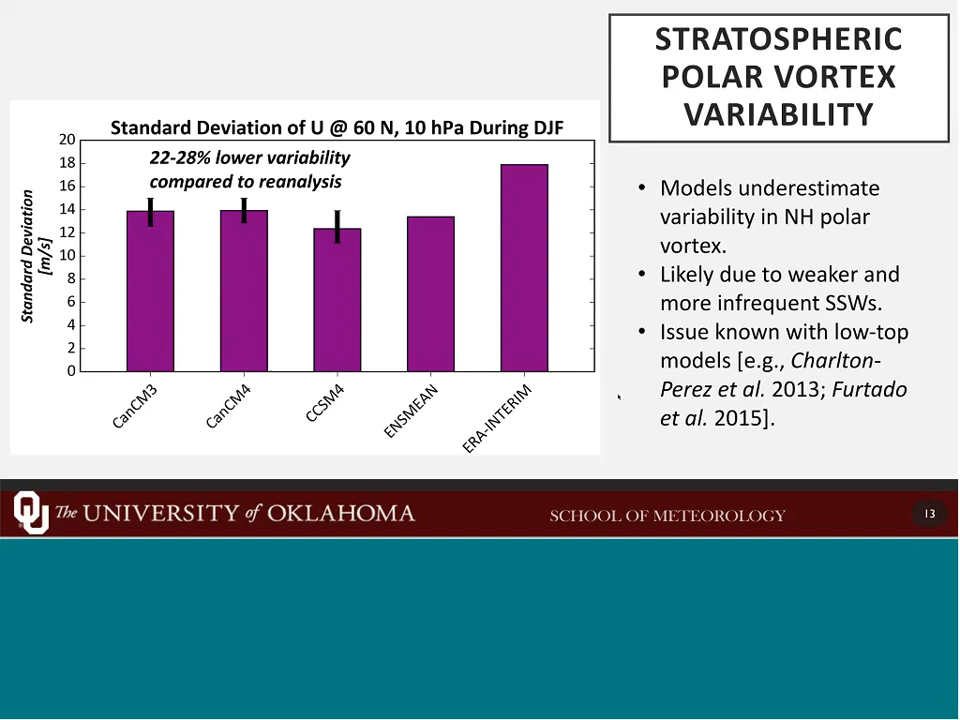 STRATOSPHERIC
POLAR VORTEX
VARIABILITY
Standard Deviation of U @ 60 N, 10 hPa During DJF
22-28% lower variability
compared to reanalysis
Standard Deviation
[m/s]
20
18
16
14
12
10
8
6
4
2
0
CanCM3
CanCM4
CCSM4
ENSMEAN
ERA-INTERIM
• Models underestimate
variability in NH polar
vortex.
• Likely due to weaker and
more infrequent SSWs.
• Issue known with low-top
models [e.g., Charlton-
Perez et al. 2013; Furtado
et al. 2015].
The UNIVERSITY of OKLAHOMA
SCHOOL OF METEOROLOGY
13